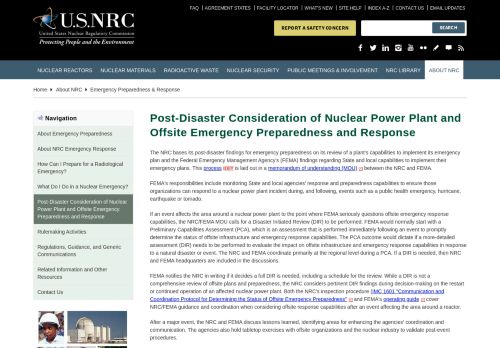 FAQ | AGREEMENT STATES | FACILITY LOCATOR | WHAT'S NEW | SITE HELP | INDEX A-Z | CONTACT US | EMAIL UPDATES
U.S.NRC
United States Nuclear Regulatory Commission
Protecting People and the Environment
REPORT A SAFETY CONCERN
SEARCH
NUCLEAR REACTORS
NUCLEAR MATERIALS
RADIOACTIVE WASTE
NUCLEAR SECURITY
PUBLIC MEETINGS & INVOLVEMENT
NRC LIBRARY
ABOUT NRC
Home
About NRC
Emergency Preparedness & Response
Navigation
About Emergency Preparedness
About NRC Emergency Response
How Can I Prepare for a Radiological
Emergency?
What Do I Do in a Nuclear Emergency?
Post-Disaster Consideration of Nuclear
Power Plant and Offsite Emergency
Preparedness and Response
Rulemaking Activities
Regulations, Guidance, and Generic
Communications
Related Information and Other
Resources
Contact Us
Post-Disaster Consideration of Nuclear Power Plant and
Offsite Emergency Preparedness and Response
The NRC bases its post-disaster findings for emergency preparedness on its review of a plant's capabilities to implement its emergency
plan and the Federal Emergency Management Agency's (FEMA) findings regarding State and local capabilities to implement their
emergency plans. This process is laid out in a memorandum of understanding (MOU) between the NRC and FEMA.
FEMA's responsibilities include monitoring State and local agencies' response and preparedness capabilities to ensure those
organizations can respond to a nuclear power plant incident during, and following, events such as a public health emergency, hurricane,
earthquake or tornado.
If an event affects the area around a nuclear power plant to the point where FEMA seriously questions offsite emergency response
capabilities, the NRC/FEMA MOU calls for a Disaster Initiated Review (DIR) to be performed. FEMA would normally start with a
Preliminary Capabilities Assessment (PCA), which is an assessment that is performed immediately following an event to promptly
determine the status of offsite infrastructure and emergency response capabilities. The PCA outcome would dictate if a more-detailed
assessment (DIR) needs to be performed to evaluate the impact on offsite infrastructure and emergency response capabilities in response
to a natural disaster or event. The NRC and FEMA coordinate primarily at the regional level during a PCA. If a DIR is needed, then NRC
and FEMA headquarters are included in the discussions.
FEMA notifies the NRC in writing if it decides a full DIR is needed, including a schedule for the review. While a DIR is not a
comprehensive review of offsite plans and preparedness, the NRC considers pertinent DIR findings during decision-making on the restart
or continued operation of an affected nuclear power plant. Both the NRC's inspection procedure (IMC 1601 "Communication and
Coordination Protocol for Determining the Status of Offsite Emergency Preparedness" and FEMA's operating guide cover
NRC/FEMA guidance and coordination when considering offsite response capabilities after an event affecting the area around a reactor.
After a major event, the NRC and FEMA discuss lessons learned, identifying areas for enhancing the agencies' coordination and
communication. The agencies also hold tabletop exercises with offsite organizations and the nuclear industry to validate post-event
procedures.